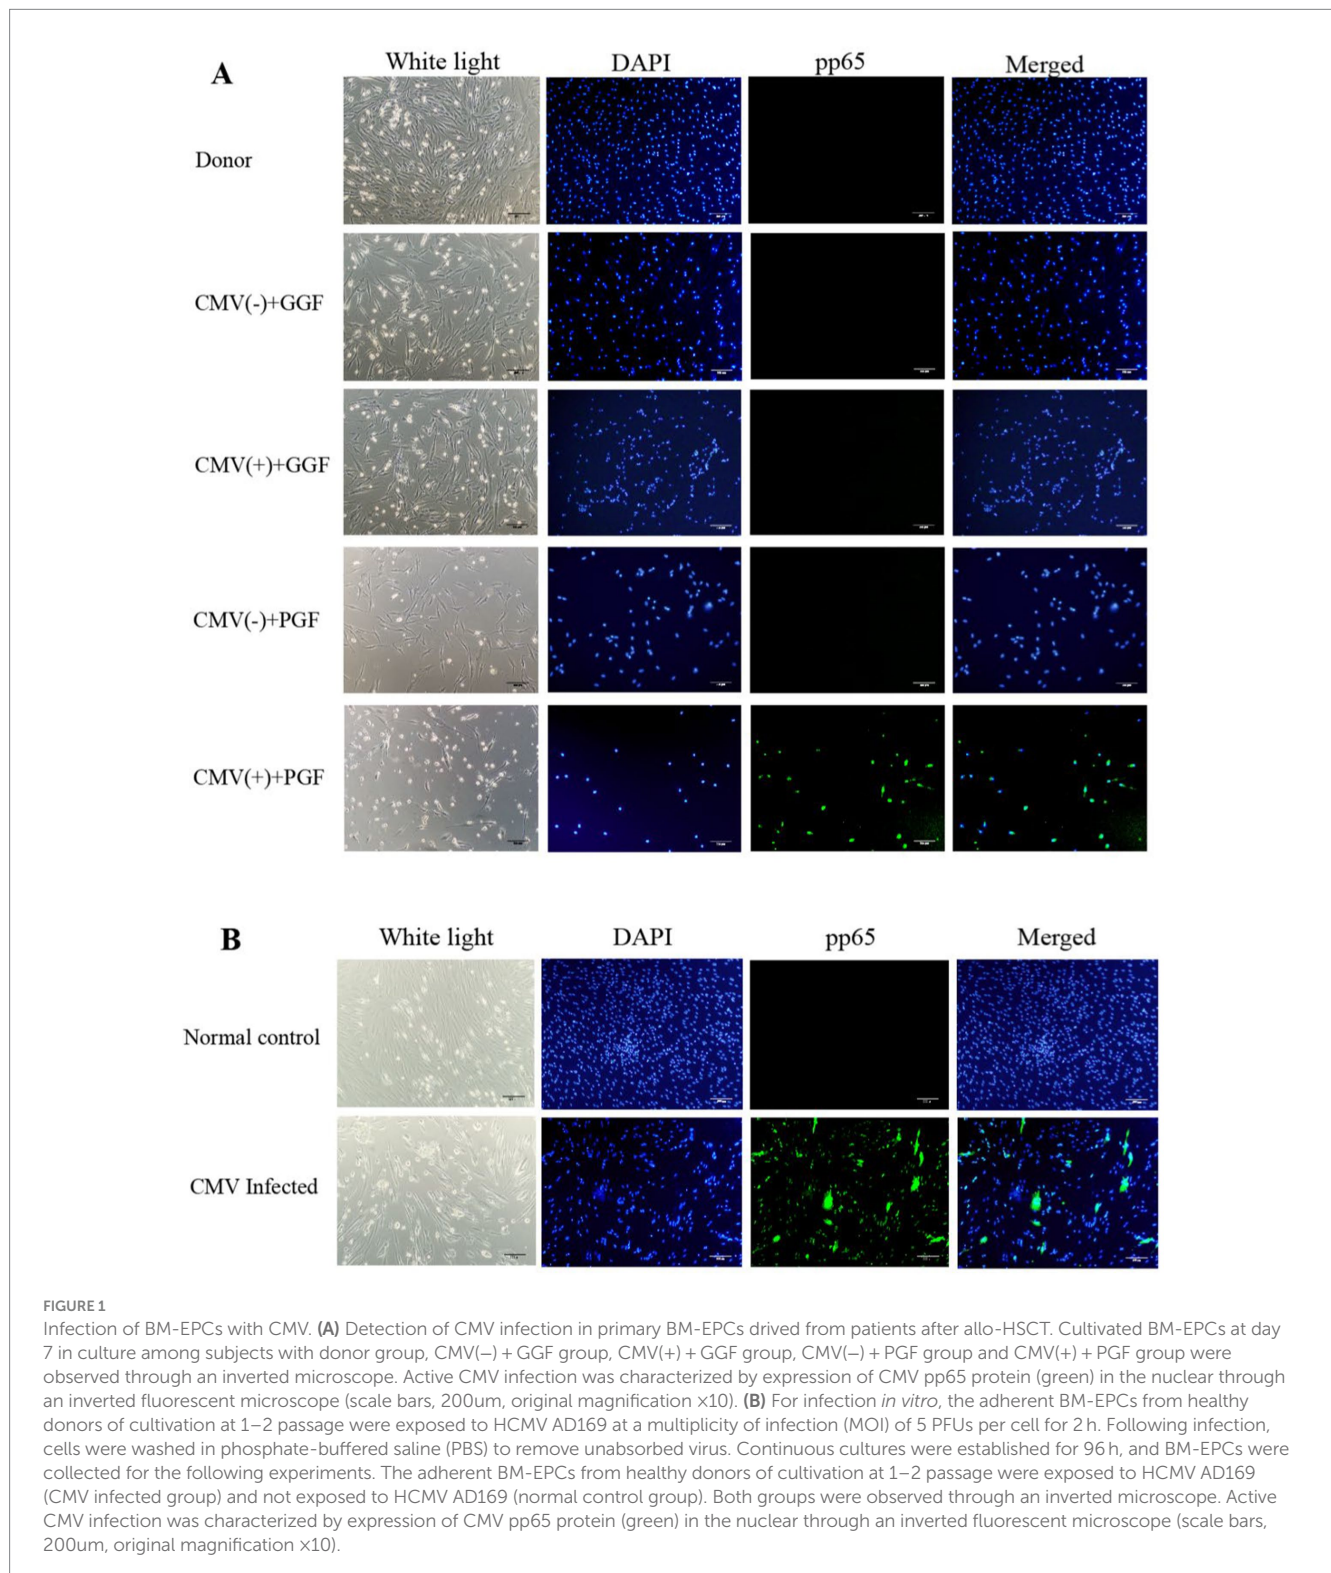 A
White light DAPI pp65 Merged
Donor
CMV(-)+GGF
CMV(+)+GGF
CMV(-)+PGF
CMV(+)+PGF
B
White light DAPI pp65 Merged
Normal control
CMV Infected
FIGURE 1
Infection of BM-EPCs with CMV. (A) Detection of CMV infection in primary BM-EPCs drived from patients after allo-HSCT. Cultivated BM-EPCs at day
7 in culture among subjects with donor group, CMV(−) + GGF group, CMV(+) + GGF group, CMV(−) + PGF group and CMV(+) + PGF group were
observed through an inverted microscope. Active CMV infection was characterized by expression of CMV pp65 protein (green) in the nuclear through
an inverted fluorescent microscope (scale bars, 200um, original magnification ×10). (B) For infection in vitro, the adherent BM-EPCs from healthy
donors of cultivation at 1–2 passage were exposed to HCMV AD169 at a multiplicity of infection (MOI) of 5 PFUs per cell for 2 h. Following infection,
cells were washed in phosphate-buffered saline (PBS) to remove unabsorbed virus. Continuous cultures were established for 96 h, and BM-EPCs were
collected for the following experiments. The adherent BM-EPCs from healthy donors of cultivation at 1–2 passage were exposed to HCMV AD169
(CMV infected group) and not exposed to HCMV AD169 (normal control group). Both groups were observed through an inverted microscope. Active
CMV infection was characterized by expression of CMV pp65 protein (green) in the nuclear through an inverted fluorescent microscope (scale bars,
200um, original magnification ×10).